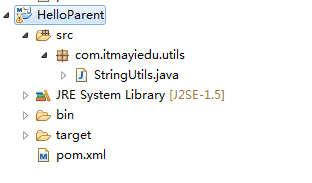 HelloParent
src
com.itmayiedu.utils
StringUtils.java
JRE System Library [J2SE-1.5]
bin
target
pom.xml